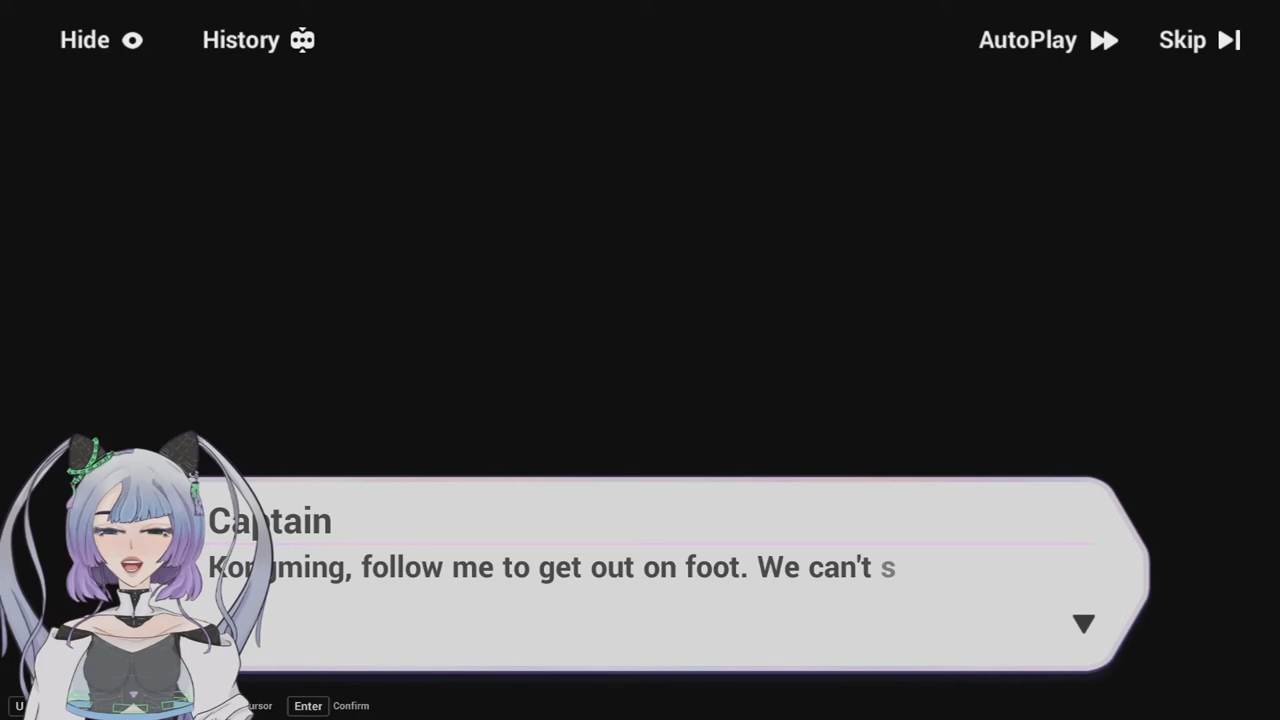 Hide
History
AutoPlay
Skip
Captain
Kongming, follow me to get out on foot. We can't s
U
Enter Confirm